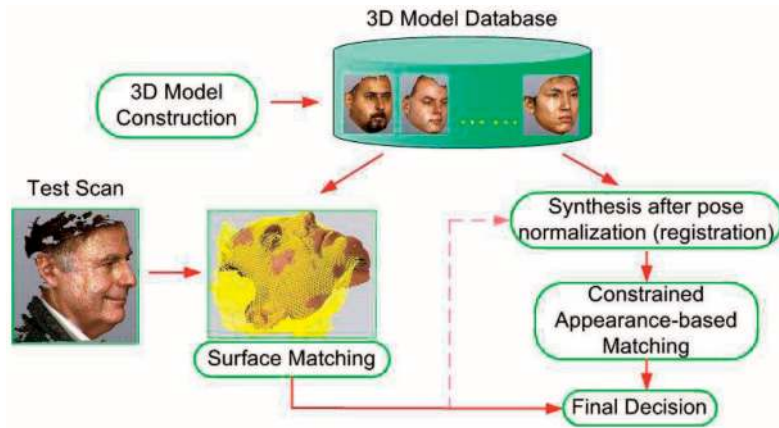 3D Model Database
3D Model
Construction
Test Scan
Synthesis after pose
normalization (registration)
Surface Matching
Constrained
Appearance-based
Matching
Final Decision